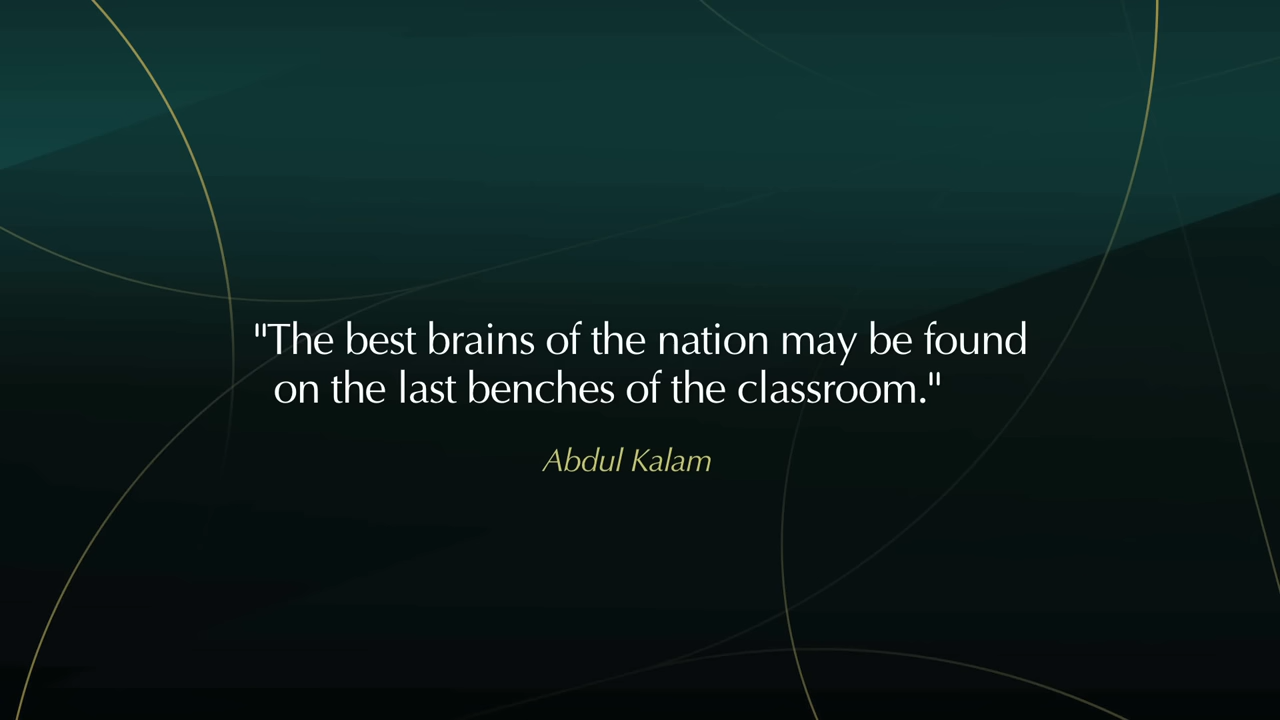 "The best brains of the nation may be found
on the last benches of the classroom."
Abdul Kalam